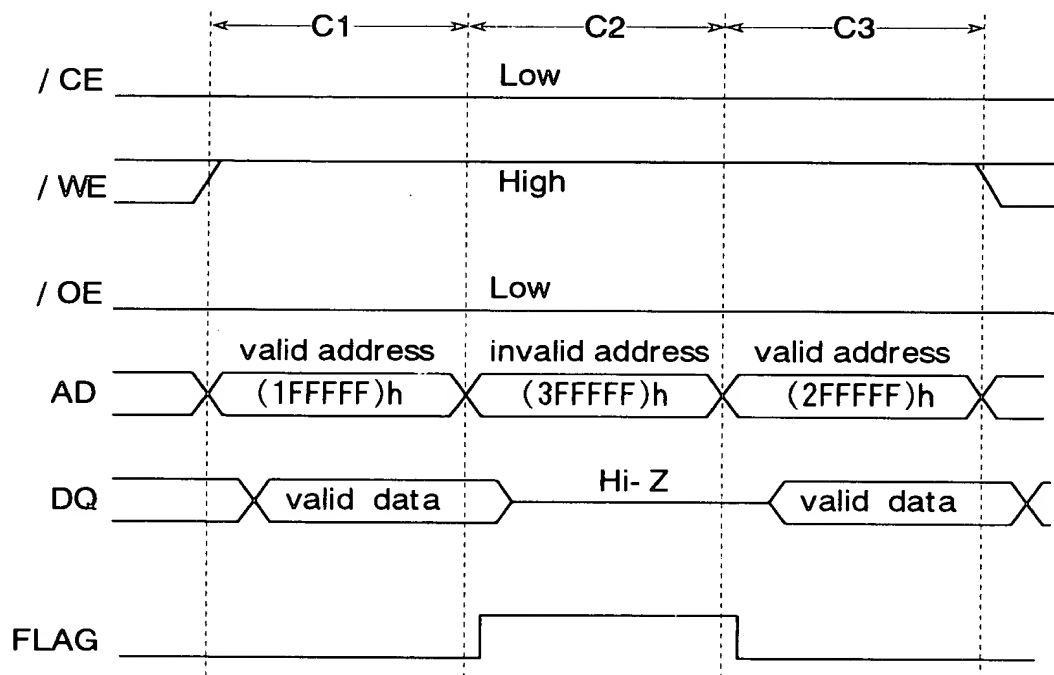 C1 C2 C3
/ CE Low
/ WE High
/ OE Low
valid address invalid address valid address
AD (1FFFFF)h (3FFFFF)h (2FFFFF)h
DQ valid data Hi-Z valid data
FLAG